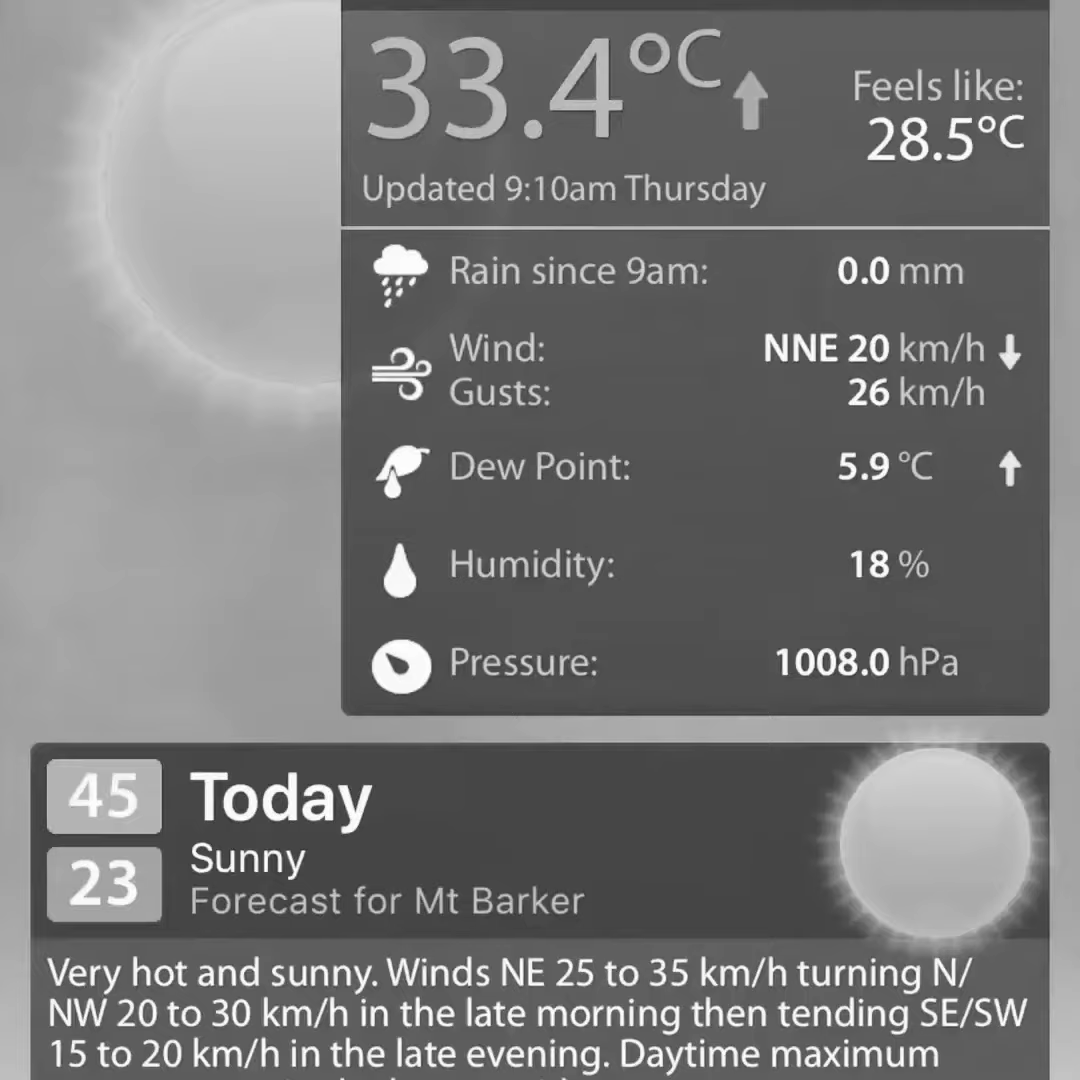 33.4°C
Feels like:
28.5°C
Updated 9:10am Thursday
Rain since 9am: 0.0 mm
Wind: NNE 20 km/h
Gusts: 26 km/h
Dew Point: 5.9 °C
Humidity: 18 %
Pressure: 1008.0 hPa
45
Today
23
Sunny
Forecast for Mt Barker
Very hot and sunny. Winds NE 25 to 35 km/h turning N/
NW 20 to 30 km/h in the late morning then tending SE/SW
15 to 20 km/h in the late evening. Daytime maximum